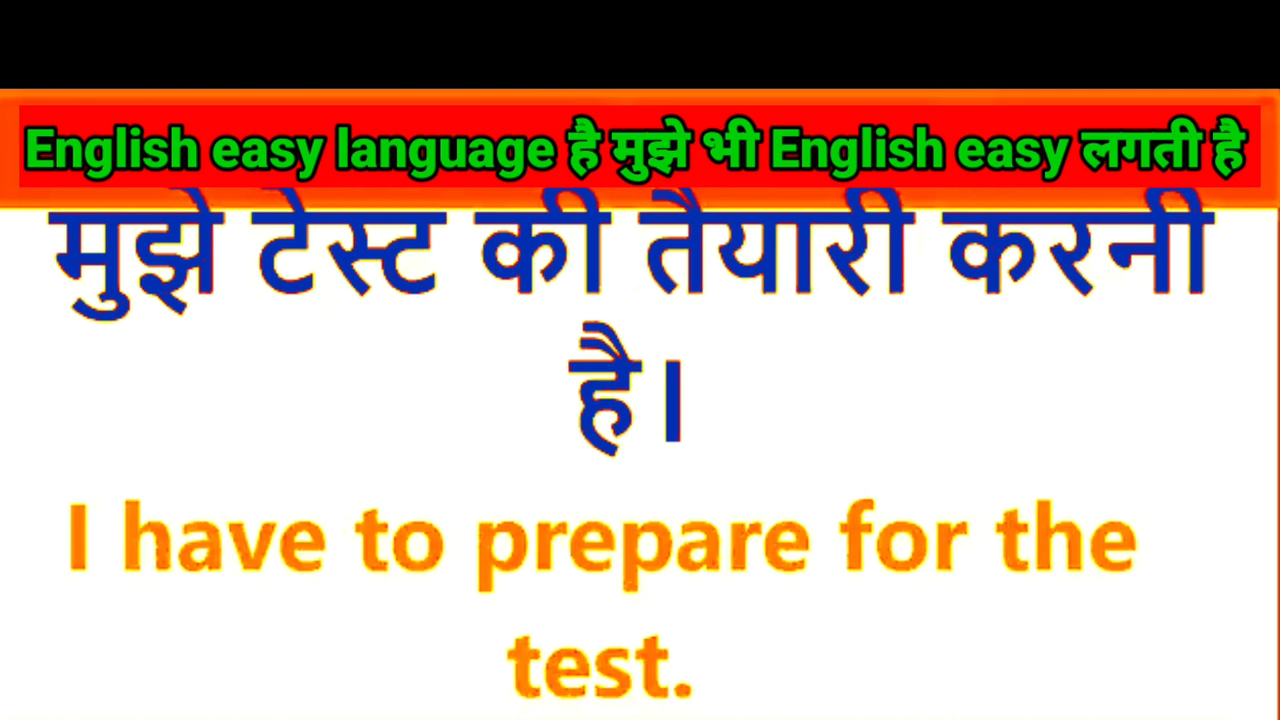 English easy language है मुझे भी English easy लगती है
मुझे टेस्ट की तैयारी करनी
है।
I have to prepare for the
test.